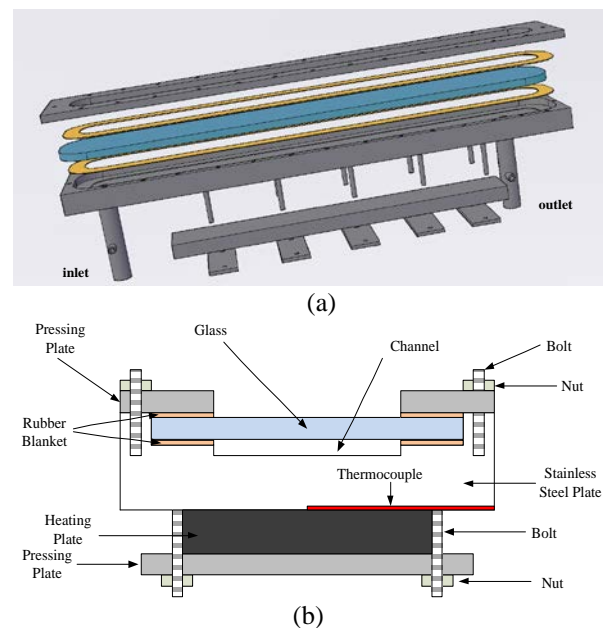 inlet
outlet
(a)
Pressing
Plate
Glass
Channel
Bolt
Nut
Rubber
Blanket
Thermocouple
Stainless
Steel Plate
Heating
Plate
Bolt
Pressing
Plate
Nut
(b)